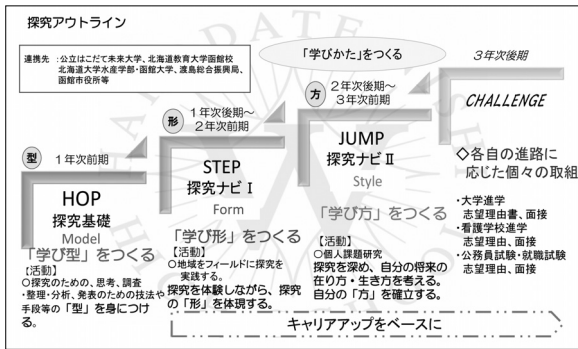 探究アウトライン
連携先 ：公立はこだて未来大学、北海道教育大学函館校
北海道大学水産学部・函館大学、渡島総合振興局、
函館市役所等
「学びかた」をつくる
3年次後期
CHALLENGE
◇各自の進路に
応じた個々の取組
・大学進学
志望理由書、面接
・看護学校進学
志望理由、面接
・公務員試験・就職試験
志望理由、面接
方
2年次後期～
3年次前期
JUMP
探究ナビⅡ
Style
「学び方」をつくる
【活動】
○個人課題研究
探究を深め、自分の将来の
在り方・生き方を考える。
自分の「方」を確立する。
形
1年次後期～
2年次前期
STEP
探究ナビⅠ
Form
「学び形」をつくる
【活動】
○地域をフィールドに探究を
実践する。
探究を体験しながら、探究
の「形」を体現する。
型
1年次前期
HOP
探究基礎
Model
「学び型」をつくる
【活動】
○探究のための、思考、調査
・整理・分析、発表のための技法や
手段等の「型」を身につけ
る。
キャリアアップをベースに